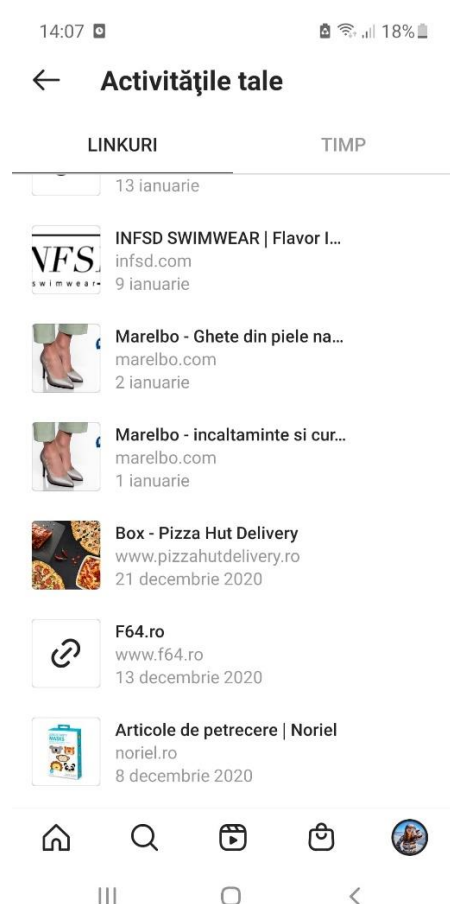 14:07
18%
Activităţile tale
LINKURI
TIMP
13 ianuarie
INFSD SWIMWEAR | Flavor I...
infsd.com
9 ianuarie
NFS
swimwear
Marelbo - Ghete din piele na...
marelbo.com
2 ianuarie
Marelbo - incaltaminte si cur...
marelbo.com
1 ianuarie
Box - Pizza Hut Delivery
www.pizzahutdelivery.ro
21 decembrie 2020
F64.ro
www.f64.ro
13 decembrie 2020
Articole de petrecere | Noriel
noriel.ro
8 decembrie 2020